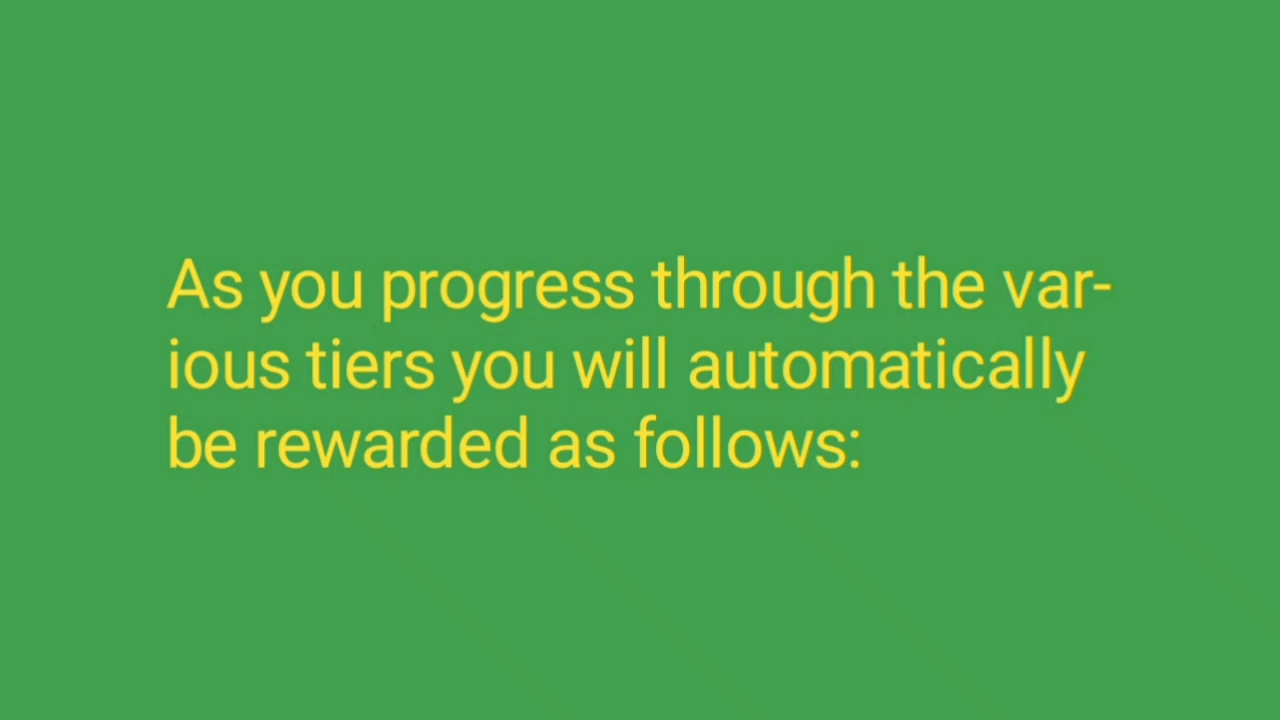 As you progress through the var-
ious tiers you will automatically
be rewarded as follows: